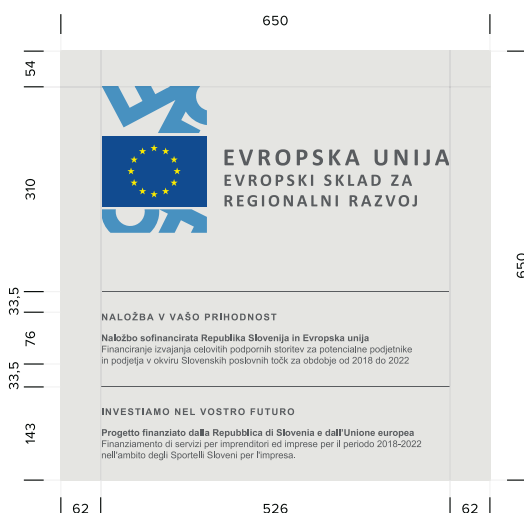 650
54
310
33,5
76
33,5
143
650
EVROPSKA UNIJA
EVROPSKI SKLAD ZA
REGIONALNI RAZVOJ
NALOŽBA V VAŠO PRIHODNOST
Naložbo sofinancirata Republika Slovenija in Evropska unija
Financiranje izvajanja celovitih podpornih storitev za potencialne podjetnike
in podjetja v okviru Slovenskih poslovnih točk za obdobje od 2018 do 2022
INVESTIAMO NEL VOSTRO FUTURO
Progetto finanziato dalla Repubblica di Slovenia e dall'Unione europea
Finanziamento di servizi per imprenditori ed imprese per il periodo 2018-2022
nell'ambito degli Sportelli Sloveni per l'impresa.
62 526 62